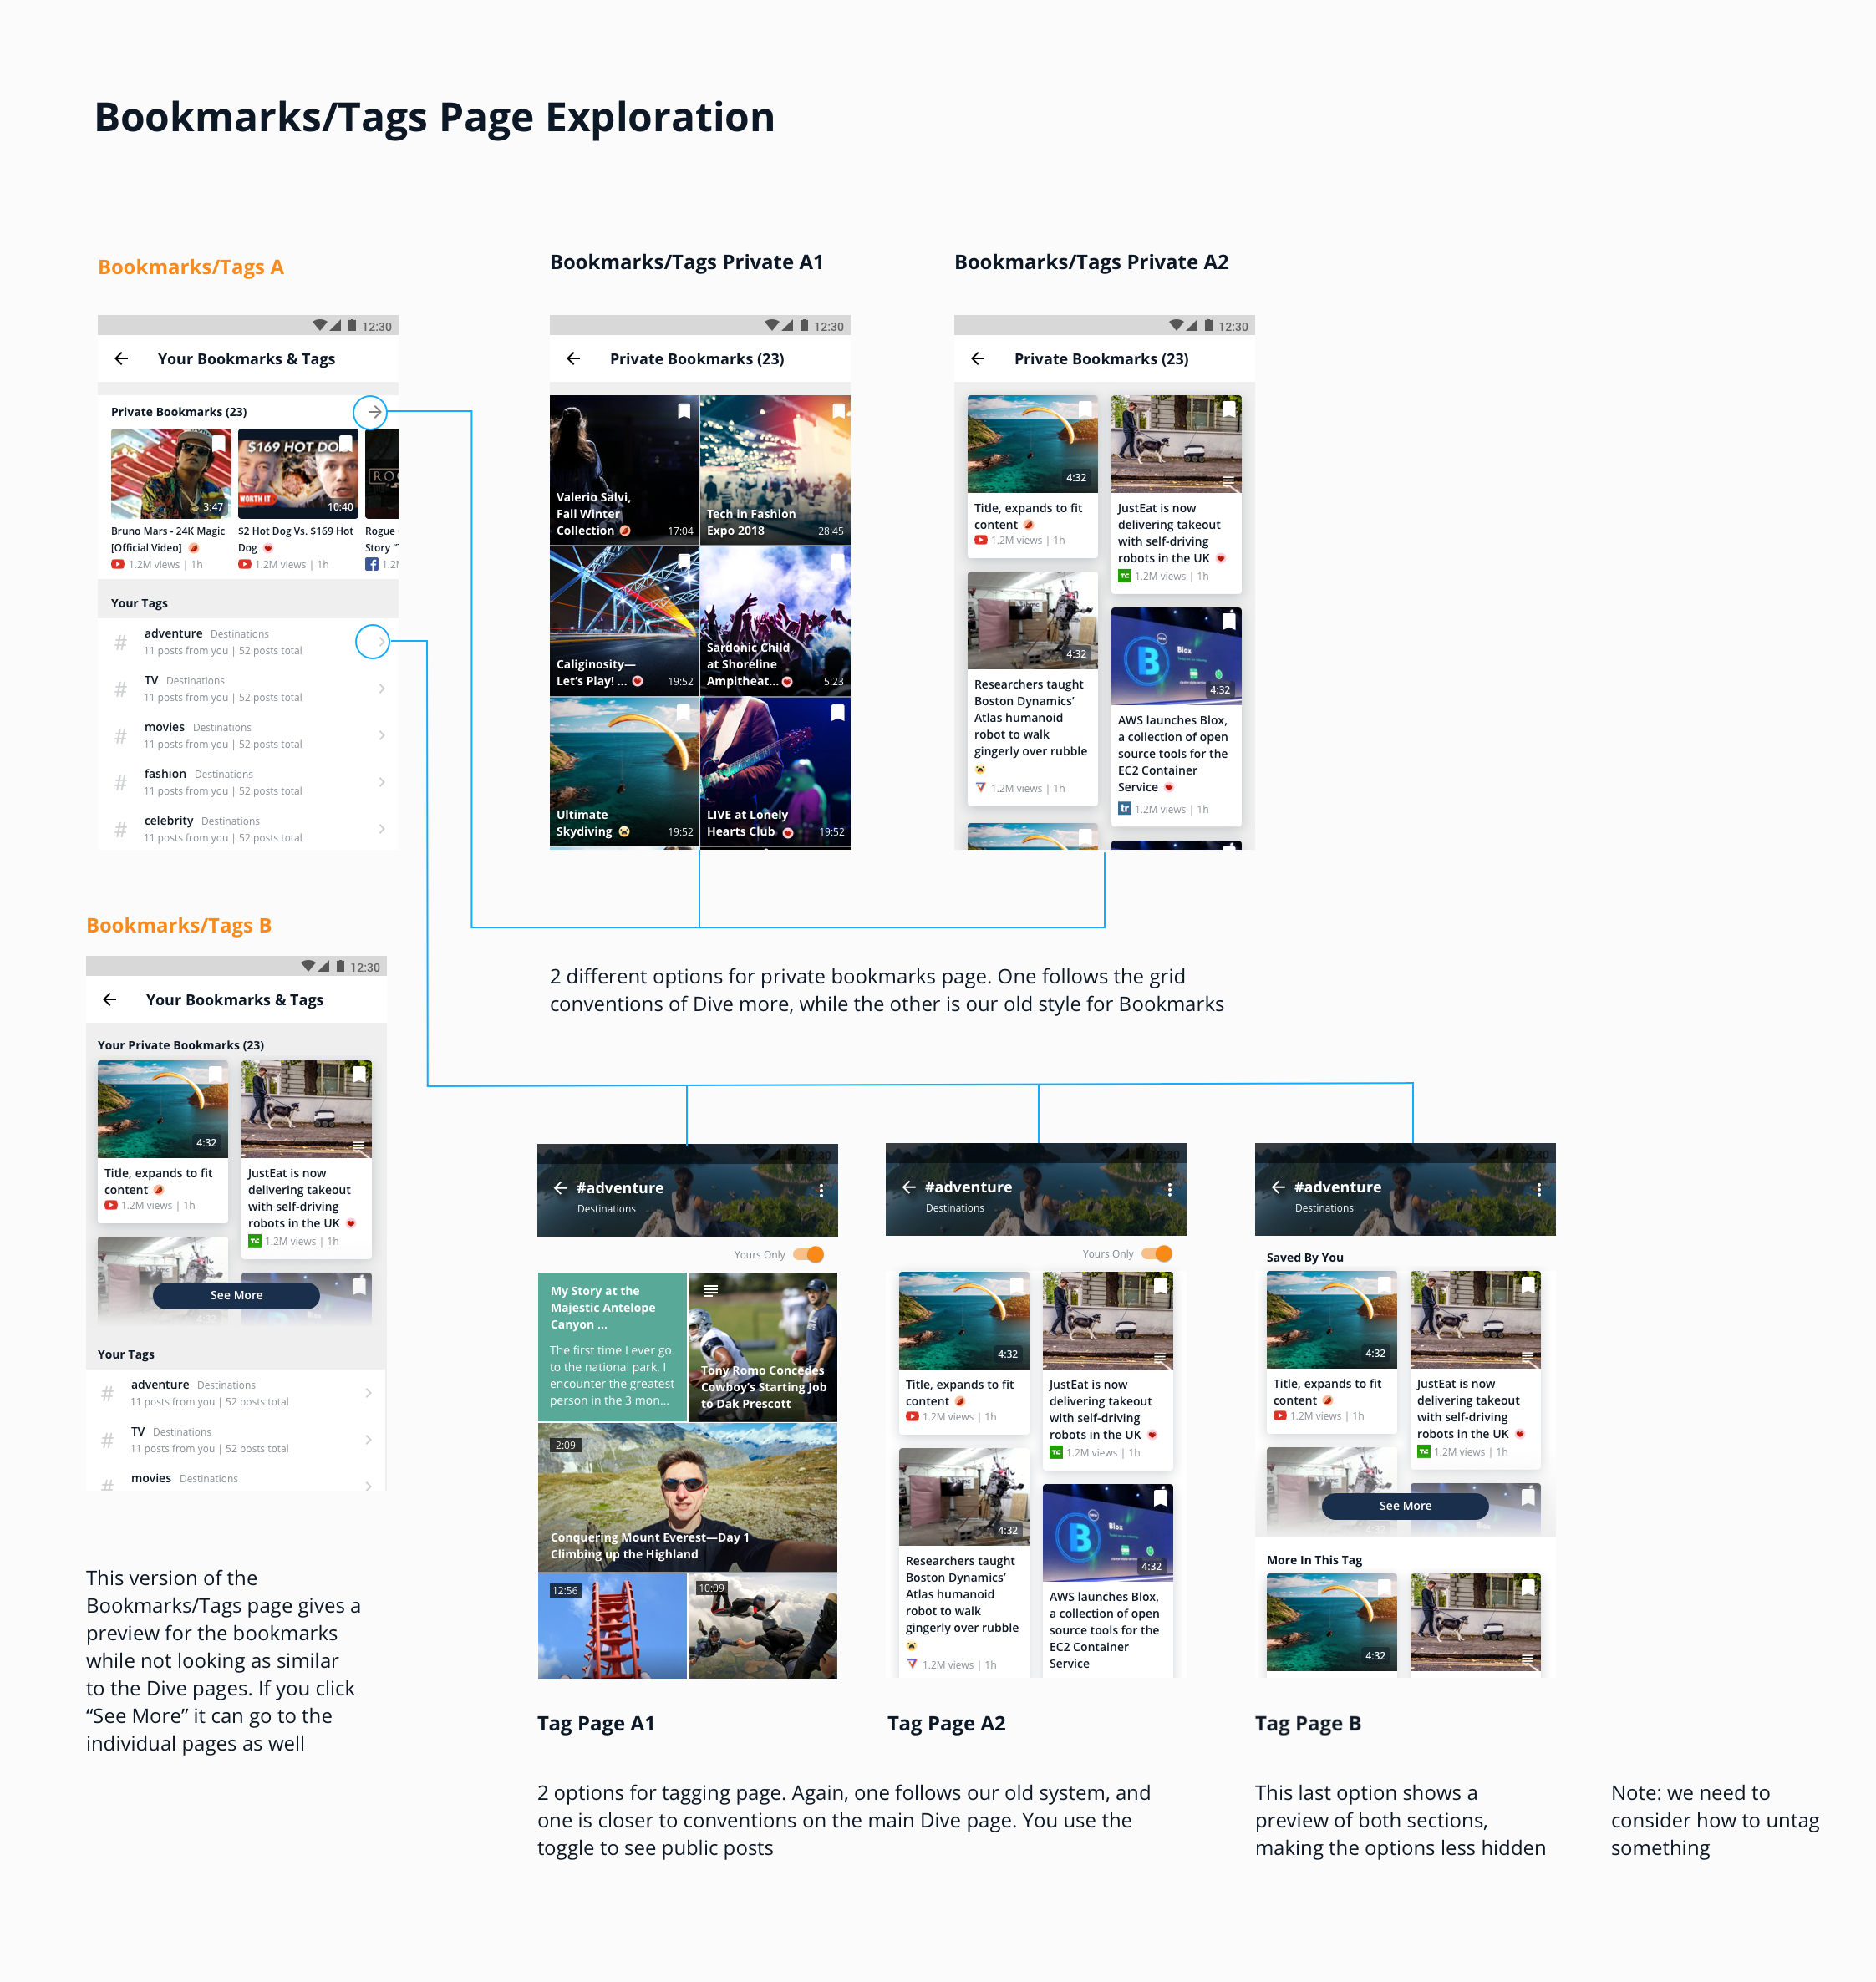 Bookmarks/Tags Page Exploration
Bookmarks/Tags A
12:30
Your Bookmarks & Tags
Private Bookmarks (23)
$169 HOT DO
WORTH IT
3:47
10:40
Bruno Mars - 24K Magic
[Official Video]
1.2M views | 1h
$2 Hot Dog Vs. $169 Hot
Dog
1.2M views | 1h
Rogue
Story
Your Tags
# adventure Destinations
11 posts from you | 52 posts total
# TV Destinations
11 posts from you | 52 posts total
# movies Destinations
11 posts from you | 52 posts total
# fashion Destinations
11 posts from you | 52 posts total
# celebrity Destinations
11 posts from you | 52 posts total
Bookmarks/Tags Private A1
12:30
Private Bookmarks (23)
Valerio Salvi,
Fall Winter
Collection
17:04
Tech in Fashion
Expo 2018
28:45
Caliginosity—
Let's Play! ...
19:52
Sardonic Child
at Shoreline
Ampitheat...
5:23
Ultimate
Skydiving
19:52
LIVE at Lonely
Hearts Club
19:52
Bookmarks/Tags Private A2
12:30
Private Bookmarks (23)
4:32
Title, expands to fit
content
1.2M views | 1h
JustEat is now
delivering takeout
with self-driving
robots in the UK
TC 1.2M views | 1h
4:32
Researchers taught
Boston Dynamics’
Atlas humanoid
robot to walk
gingerly over rubble
1.2M views | 1h
B
Blox
4:32
AWS launches Blox,
a collection of open
source tools for the
EC2 Container
Service
tr 1.2M views | 1h
2 different options for private bookmarks page. One follows the grid
conventions of Dive more, while the other is our old style for Bookmarks
Bookmarks/Tags B
12:30
Your Bookmarks & Tags
Your Private Bookmarks (23)
4:32
Title, expands to fit
content
1.2M views | 1h
JustEat is now
delivering takeout
with self-driving
robots in the UK
TC 1.2M views | 1h
See More
4:32
Your Tags
# adventure Destinations
11 posts from you | 52 posts total
# TV Destinations
11 posts from you | 52 posts total
# movies Destinations
This version of the
Bookmarks/Tags page gives a
preview for the bookmarks
while not looking as similar
to the Dive pages. If you click
“See More” it can go to the
individual pages as well
12:30
#adventure
Destinations
Yours Only
My Story at the
Majestic Antelope
Canyon ...
The first time I ever go
to the national park, I
encounter the greatest
person in the 3 mon...
Tony Romo Concedes
Cowboy’s Starting Job
to Dak Prescott
2:09
Conquering Mount Everest—Day 1
Climbing up the Highland
12:56
10:09
Tag Page A1
12:30
#adventure
Destinations
Yours Only
4:32
Title, expands to fit
content
1.2M views | 1h
JustEat is now
delivering takeout
with self-driving
robots in the UK
TC 1.2M views | 1h
4:32
Researchers taught
Boston Dynamics’
Atlas humanoid
robot to walk
gingerly over rubble
1.2M views | 1h
B
Blox
4:32
AWS launches Blox,
a collection of open
source tools for the
EC2 Container
Service
Tag Page A2
2 options for tagging page. Again, one follows our old system, and
one is closer to conventions on the main Dive page. You use the
toggle to see public posts
12:30
#adventure
Destinations
Saved By You
4:32
Title, expands to fit
content
1.2M views | 1h
JustEat is now
delivering takeout
with self-driving
robots in the UK
TC 1.2M views | 1h
See More
4:32
More In This Tag
4:32
Tag Page B
This last option shows a
preview of both sections,
making the options less hidden
Note: we need to
consider how to untag
something